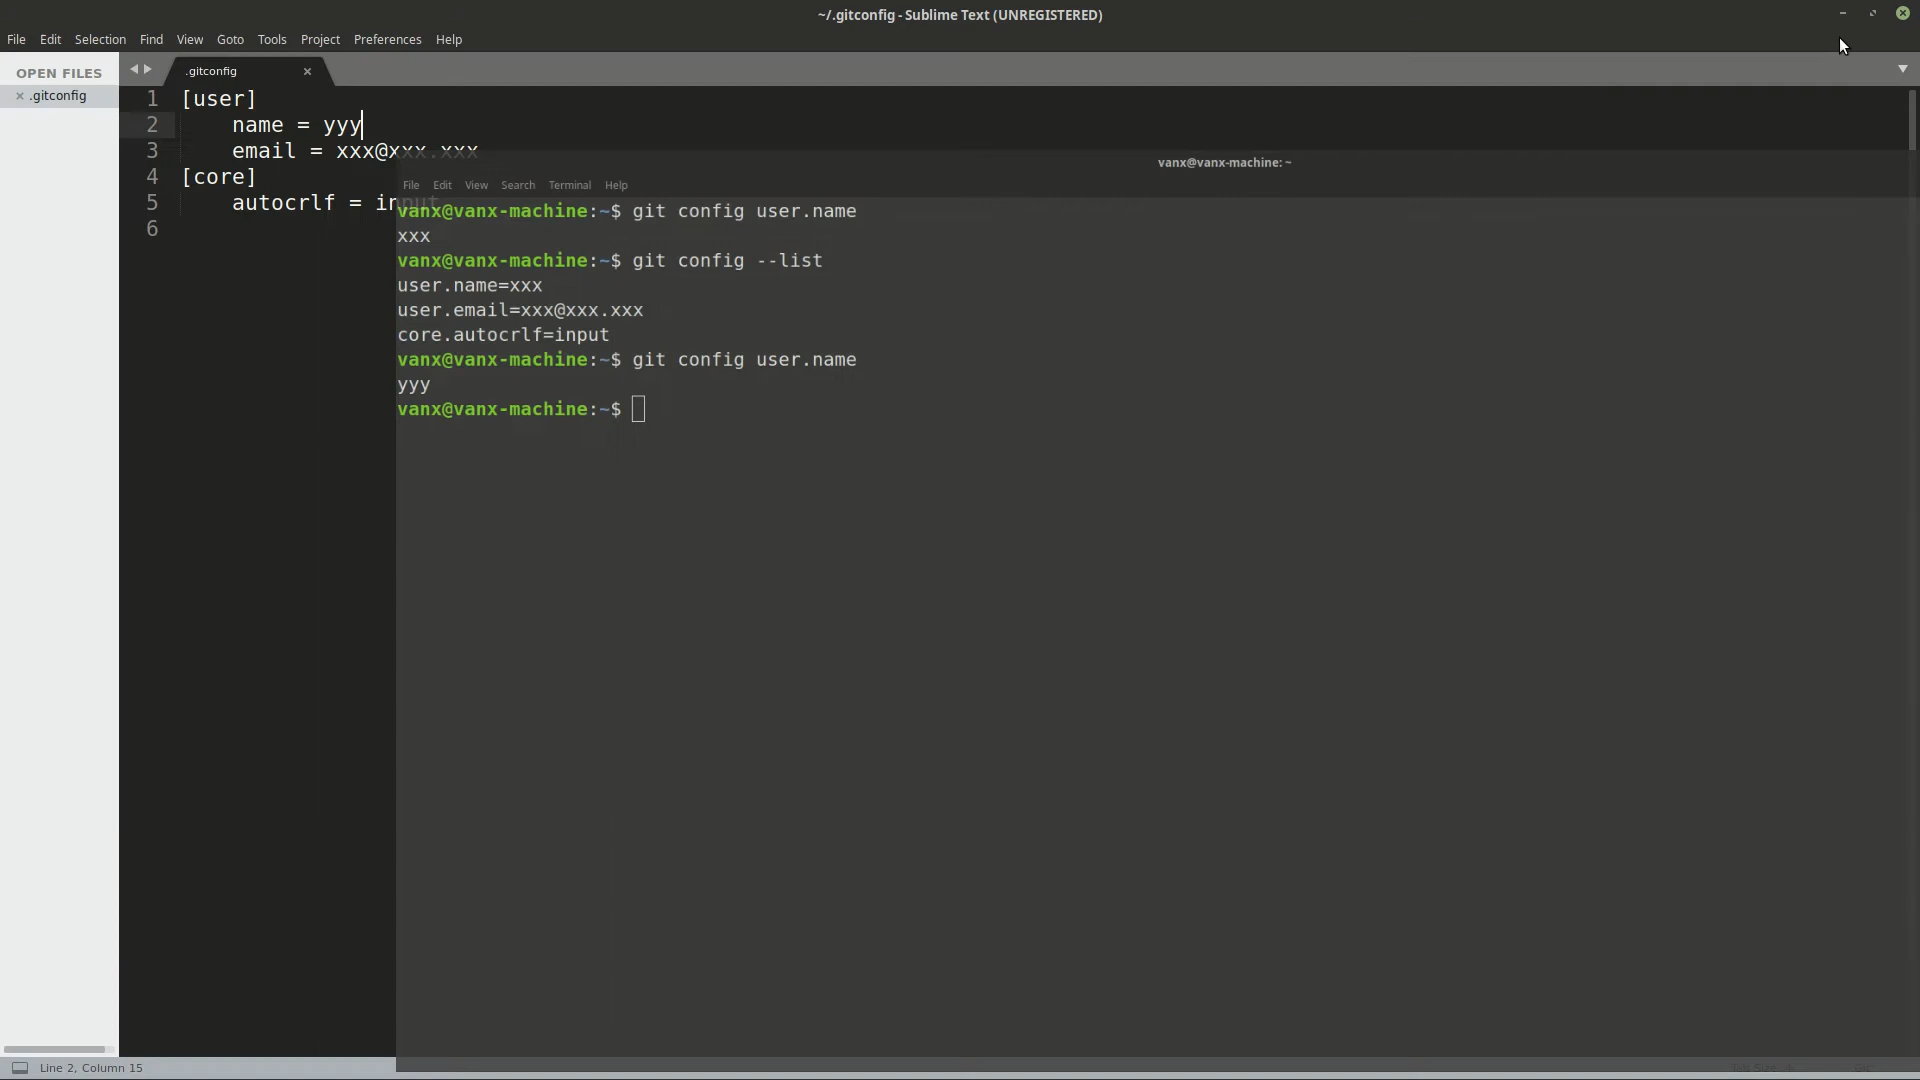 ~/.gitconfig - Sublime Text (UNREGISTERED)
File Edit Selection Find View Goto Tools Project Preferences Help
OPEN FILES
.gitconfig
.gitconfig
1 [user]
2 name = yyy
3 email = xxx@xxx.xxx
4 [core]
5 autocrlf = input
6
vanx@vanx-machine: ~
File Edit View Search Terminal Help
vanx@vanx-machine:~$ git config user.name
xxx
vanx@vanx-machine:~$ git config --list
user.name=xxx
user.email=xxx@xxx.xxx
core.autocrlf=input
vanx@vanx-machine:~$ git config user.name
yyy
vanx@vanx-machine:~$
Line 2, Column 15